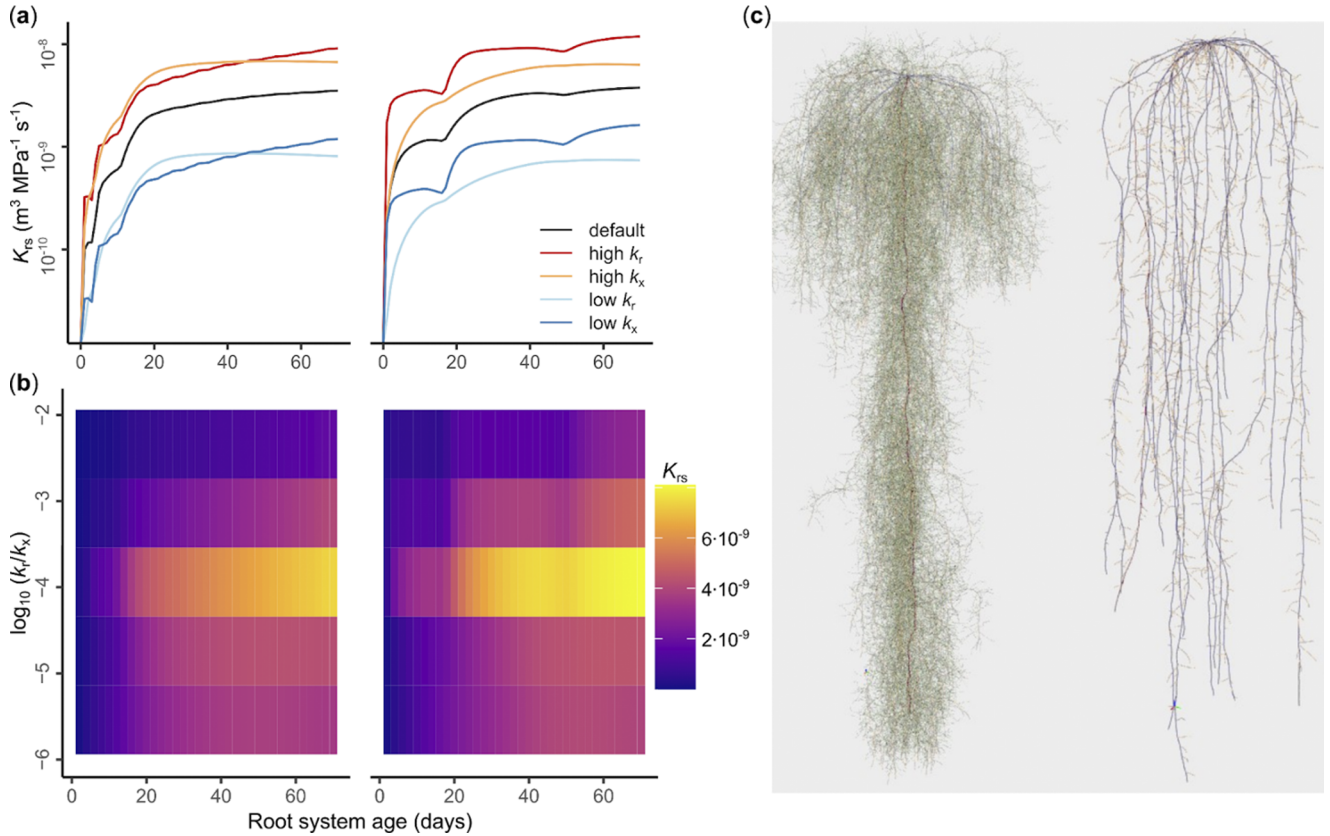 (a)
K_rs (m³ MPa⁻¹ s⁻¹)
10⁻⁸
10⁻⁹
10⁻¹⁰
0 20 40 60
0 20 40 60
default
high k_r
high k_x
low k_r
low k_x
(b)
log₁₀ (k_r/k_x)
-2
-3
-4
-5
-6
0 20 40 60
0 20 40 60
Root system age (days)
K_rs
6·10⁻⁹
4·10⁻⁹
2·10⁻⁹
(c)